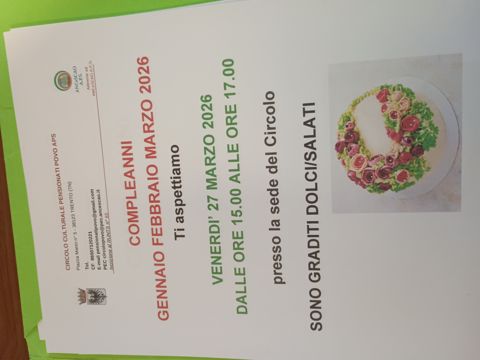 CIRCOLO CULTURALE PENSIONATI POVO APS
ANCeSCAO
A.P.S.
COMPLEANNI
GENNAIO FEBBRAIO MARZO 2026
Ti aspettiamo
VENERDI' 27 MARZO 2026
DALLE ORE 15.00 ALLE ORE 17.00
presso la sede del Circolo
SONO GRADITI DOLCI/SALATI